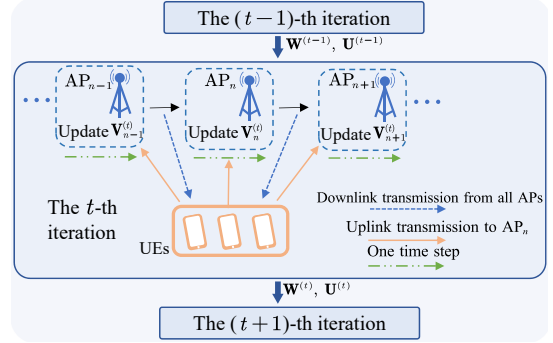 The (t−1)-th iteration
W^(t−1), U^(t−1)
AP_{n−1} AP_n AP_{n+1}
Update V_{n−1}^(t) Update V_n^(t) Update V_{n+1}^(t)
Downlink transmission from all APs
The t-th
iteration
Uplink transmission to AP_n
UEs
One time step
W^(t), U^(t)
The (t+1)-th iteration